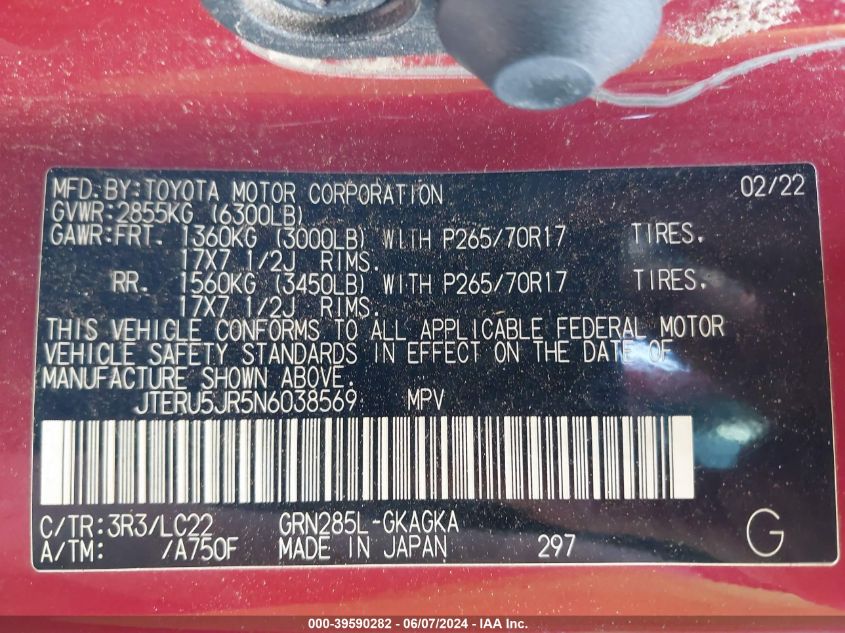 MFD. BY: TOYOTA MOTOR CORPORATION 02/22
GVWR: 2855KG (6300LB)
GAWR: FRT. 1360KG (3000LB) WITH P265/70R17 TIRES.
17X7 1/2J RIMS.
RR. 1560KG (3450LB) WITH P265/70R17 TIRES.
17X7 1/2J RIMS.
THIS VEHICLE CONFORMS TO ALL APPLICABLE FEDERAL MOTOR
VEHICLE SAFETY STANDARDS IN EFFECT ON THE DATE OF
MANUFACTURE SHOWN ABOVE.
JTERU5JR5N6038569 MPV
C/TR: 3R3/LC22 GRN285L-GKAGKA
A/TM: /A750F MADE IN JAPAN 297 G
000-39590282 - 06/07/2024 - IAA Inc.